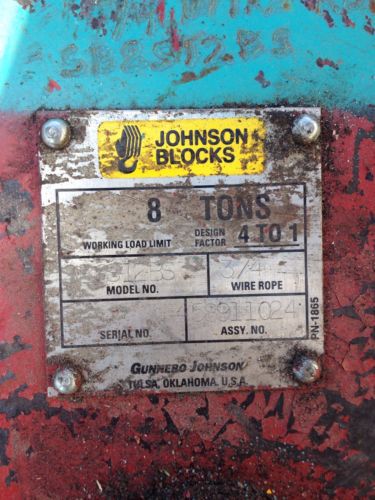 JOHNSON
BLOCKS
8 TONS
WORKING LOAD LIMIT
DESIGN FACTOR 4 TO 1
3/4
MODEL NO.
WIRE ROPE
911024
SERIAL NO.
ASSY. NO.
PN-1865
GUNNEBO JOHNSON
TULSA, OKLAHOMA, U.S.A.